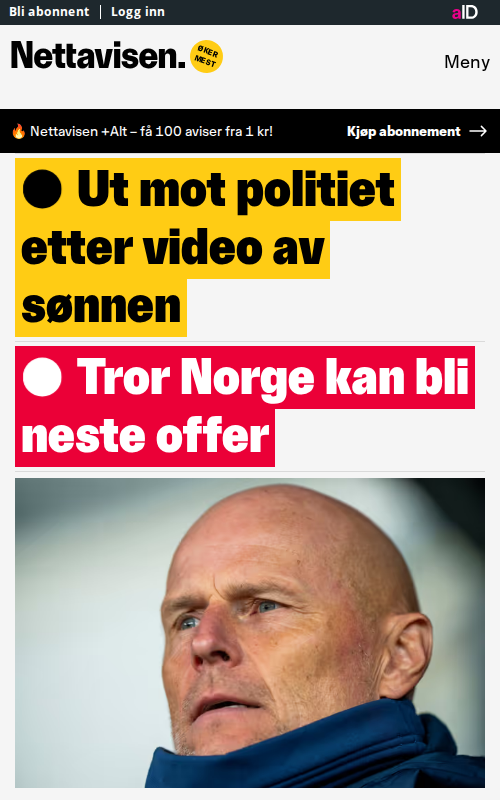 Bli abonnent
Logg inn
aID
Nettavisen.
ØKER
MEST
Meny
🔥 Nettavisen +Alt – få 100 aviser fra 1 kr!
Kjøp abonnement →
● Ut mot politiet
etter video av
sønnen
● Tror Norge kan bli
neste offer